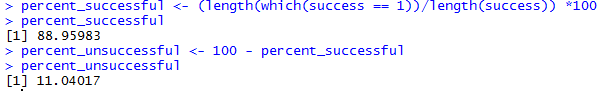 > percent_successful <- (length(which(success == 1))/length(success)) *100
> percent_successful
[1] 88.95983
> percent_unsuccessful <- 100 - percent_successful
> percent_unsuccessful
[1] 11.04017